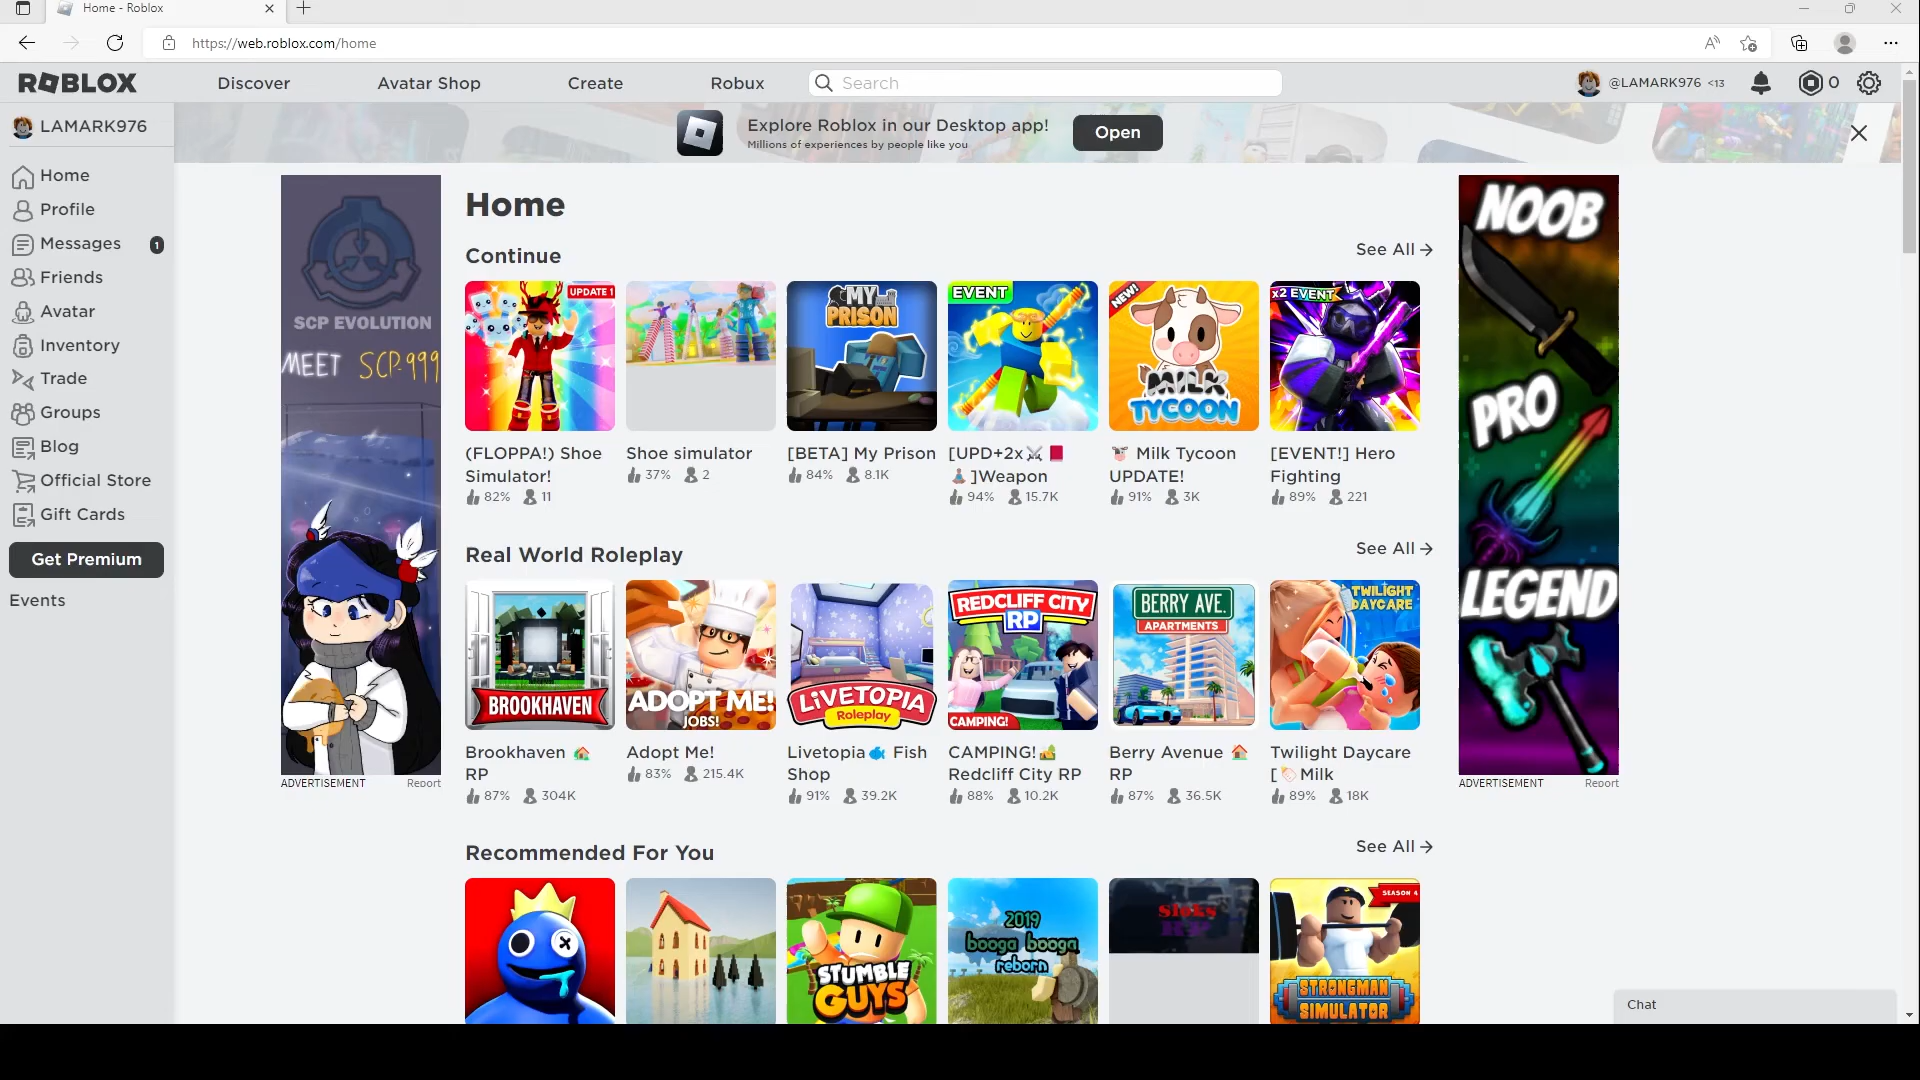 Home - Roblox
https://web.roblox.com/home
ROBLOX
Discover
Avatar Shop
Create
Robux
Search
@LAMARK976 <13
0
LAMARK976
Explore Roblox in our Desktop app!
Millions of experiences by people like you
Open
Home
Profile
Messages
1
Friends
Avatar
Inventory
Trade
Groups
Blog
Official Store
Gift Cards
Get Premium
Events
SCP EVOLUTION
MEET SCP-999
ADVERTISEMENT
Report
Home
Continue
See All
UPDATE 1
MY PRISON
EVENT
NEW!
MILK TYCOON
x2 EVENT
(FLOPPA!) Shoe Simulator!
82% 11
Shoe simulator
37% 2
[BETA] My Prison
84% 8.1K
[UPD+2x⚔️📕🧘]Weapon
94% 15.7K
🐮 Milk Tycoon UPDATE!
91% 3K
[EVENT!] Hero Fighting
89% 221
Real World Roleplay
See All
BROOKHAVEN
ADOPT ME!
JOBS!
LIVETOPIA
Roleplay
REDCLIFF CITY
RP
CAMPING!
BERRY AVE.
APARTMENTS
TWILIGHT
DAYCARE
Brookhaven 🏡 RP
87% 304K
Adopt Me!
83% 215.4K
Livetopia🐟 Fish Shop
91% 39.2K
CAMPING!🏕️ Redcliff City RP
88% 10.2K
Berry Avenue 🏠 RP
87% 36.5K
Twilight Daycare [🍼Milk
89% 18K
Recommended For You
See All
STUMBLE
GUYS
2019
booga booga
reborn
SEASON 4
STRONGMAN
SIMULATOR
NOOB
PRO
LEGEND
ADVERTISEMENT
Report
Chat